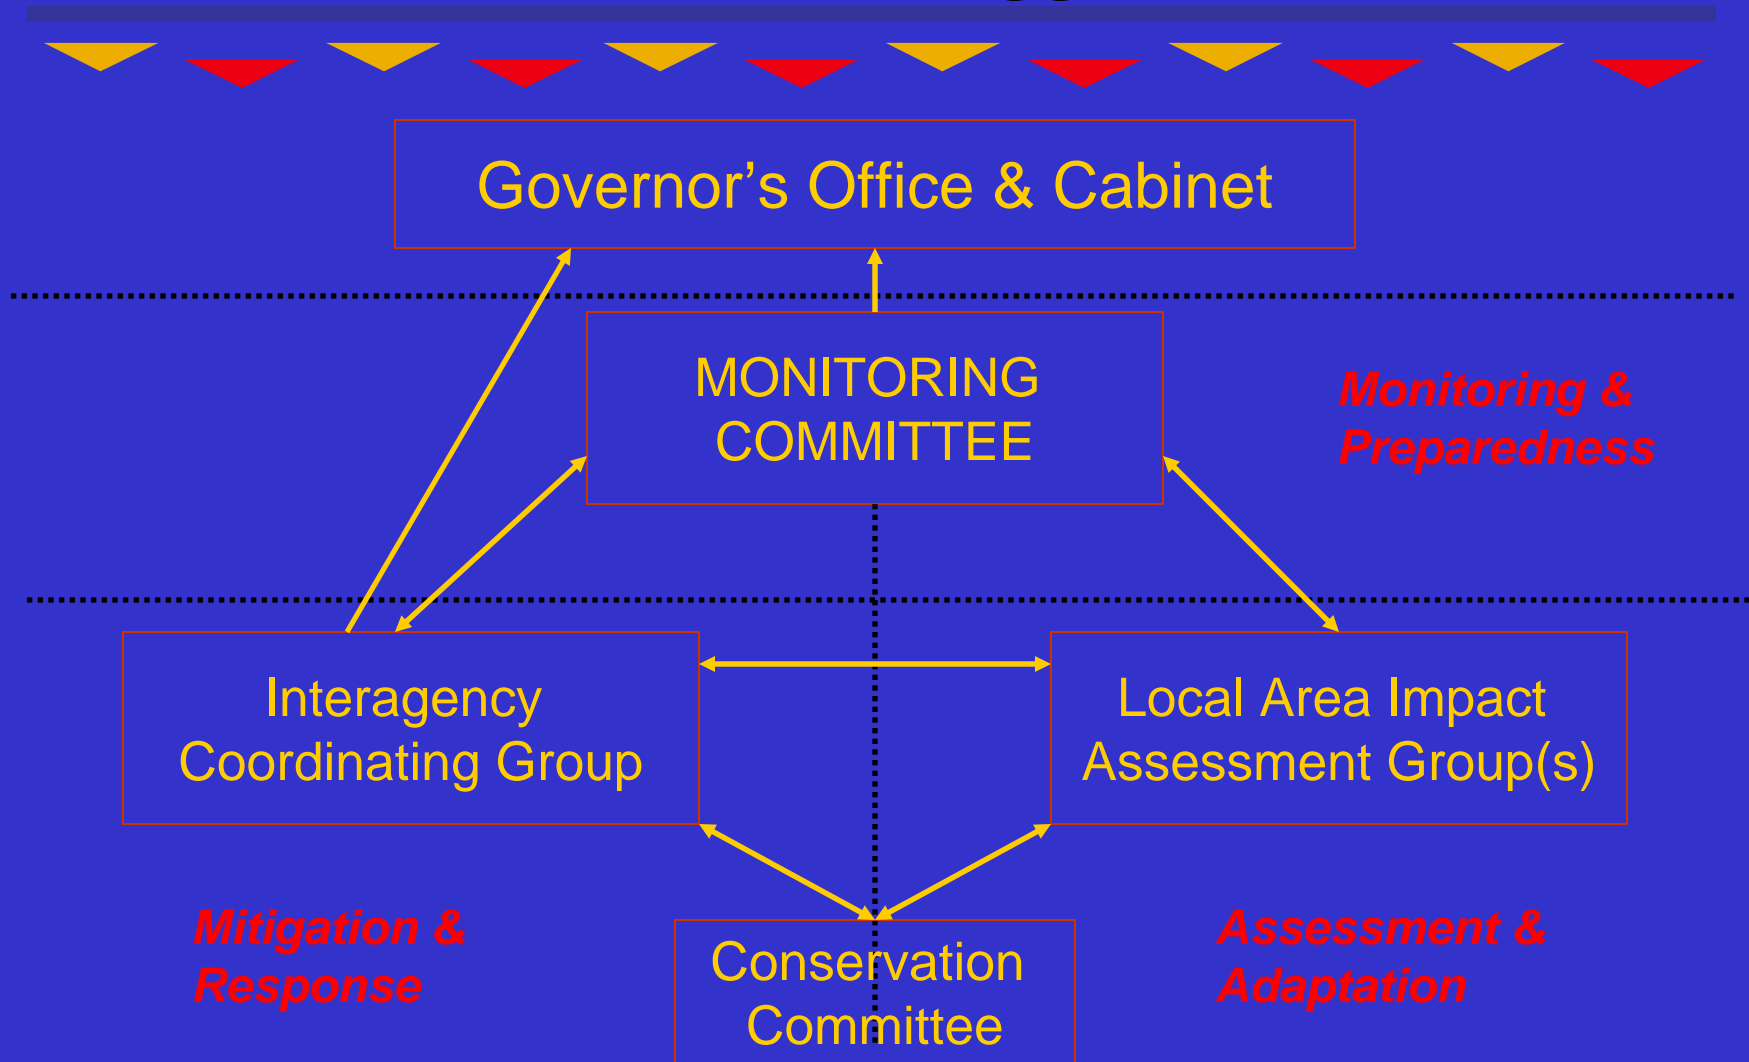 Governor’s Office & Cabinet
MONITORING
COMMITTEE
Monitoring &
Preparedness
Interagency
Coordinating Group
Local Area Impact
Assessment Group(s)
Mitigation &
Response
Assessment &
Adaptation
Conservation
Committee